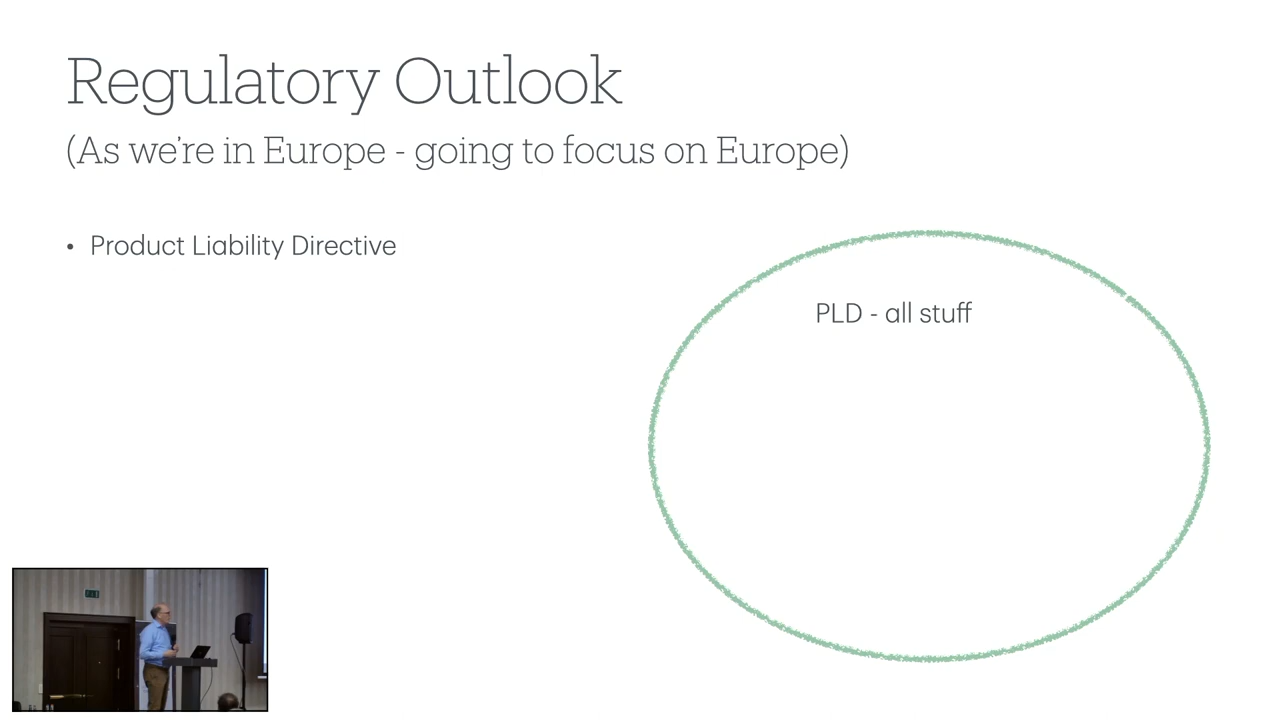 Regulatory Outlook
(As we're in Europe - going to focus on Europe)
• Product Liability Directive
PLD - all stuff